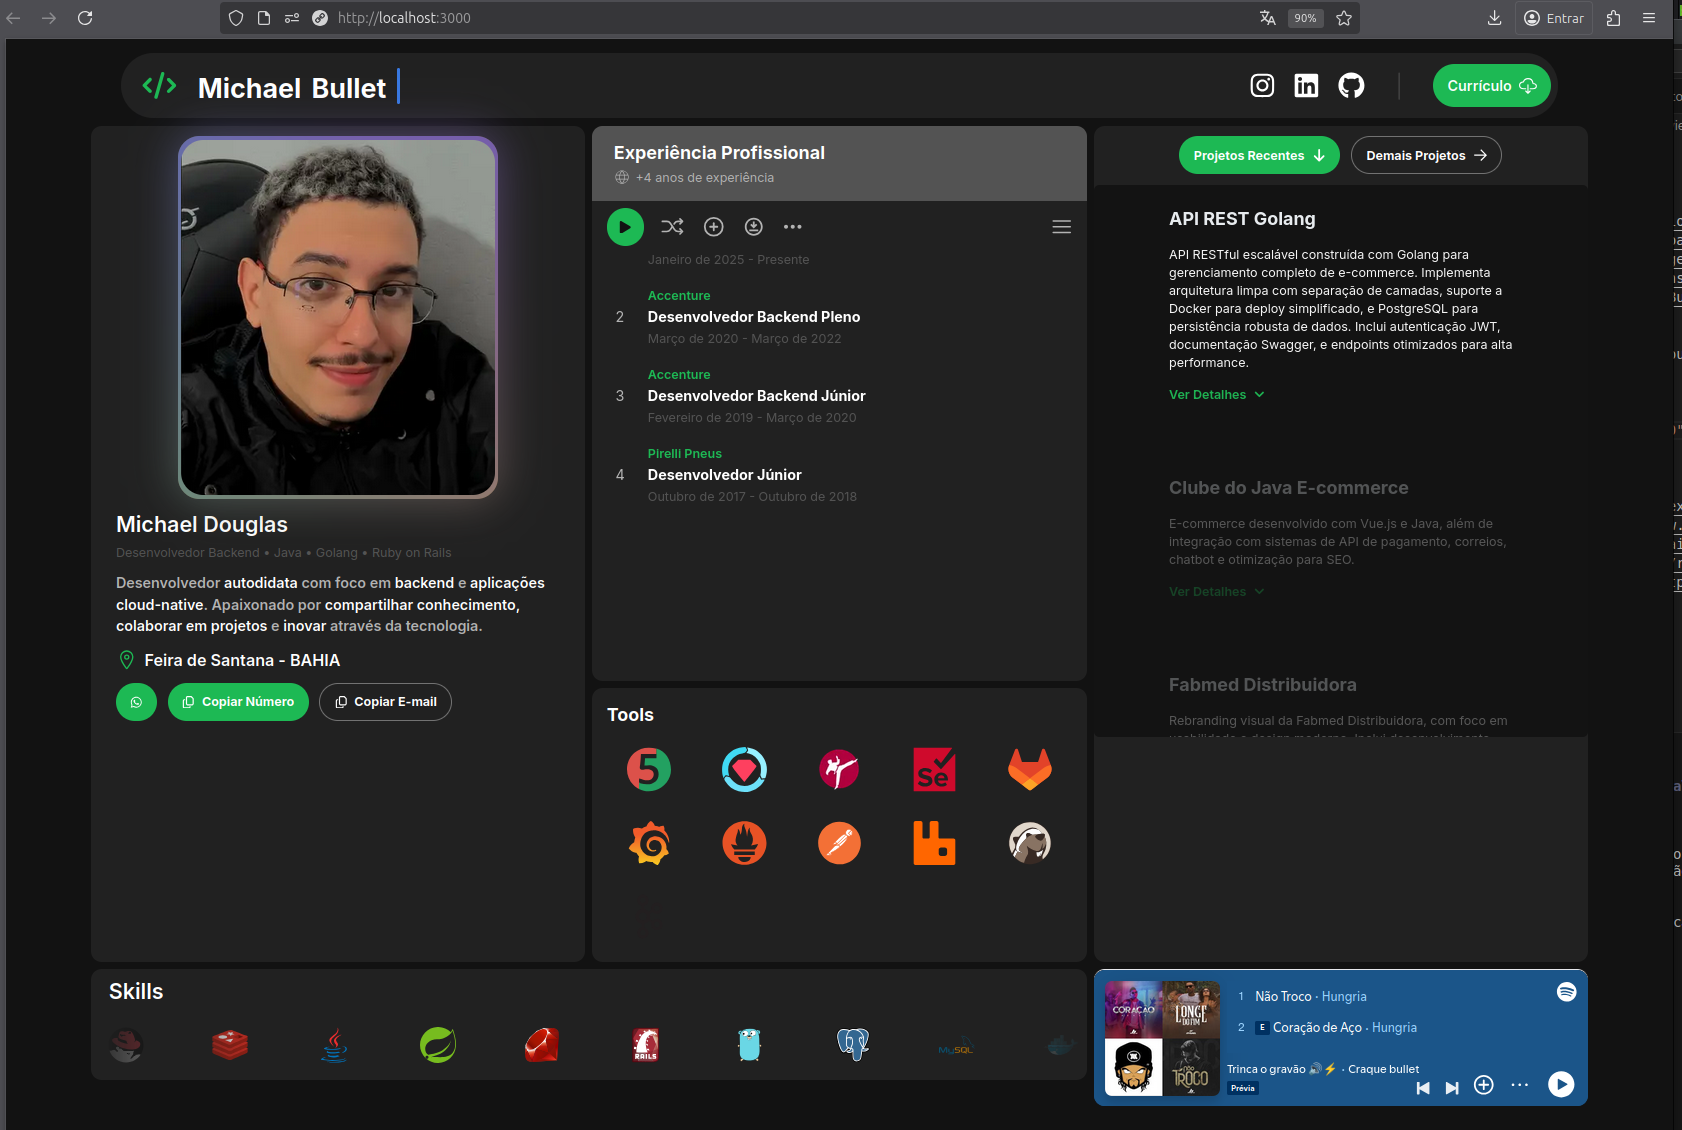 http://localhost:3000
90%
Entrar
</> Michael Bullet
Currículo
Michael Douglas
Desenvolvedor Backend • Java • Golang • Ruby on Rails
Desenvolvedor autodidata com foco em backend e aplicações
cloud-native. Apaixonado por compartilhar conhecimento,
colaborar em projetos e inovar através da tecnologia.
Feira de Santana - BAHIA
Copiar Número
Copiar E-mail
Experiência Profissional
+4 anos de experiência
Janeiro de 2025 - Presente
Accenture
2 Desenvolvedor Backend Pleno
Março de 2020 - Março de 2022
Accenture
3 Desenvolvedor Backend Júnior
Fevereiro de 2019 - Março de 2020
Pirelli Pneus
4 Desenvolvedor Júnior
Outubro de 2017 - Outubro de 2018
Tools
5
Se
Projetos Recentes
Demais Projetos
API REST Golang
API RESTful escalável construída com Golang para
gerenciamento completo de e-commerce. Implementa
arquitetura limpa com separação de camadas, suporte a
Docker para deploy simplificado, e PostgreSQL para
persistência robusta de dados. Inclui autenticação JWT,
documentação Swagger, e endpoints otimizados para alta
performance.
Ver Detalhes
Clube do Java E-commerce
E-commerce desenvolvido com Vue.js e Java, além de
integração com sistemas de API de pagamento, correios,
chatbot e otimização para SEO.
Ver Detalhes
Fabmed Distribuidora
Rebranding visual da Fabmed Distribuidora, com foco em
Skills
RAILS
MySQL
CORAÇÃO
LONGE
DO FIM
NÃO
TROCO
1 Não Troco · Hungria
2 E Coração de Aço · Hungria
Trinca o gravão 🔊⚡ · Craque bullet
Prévia